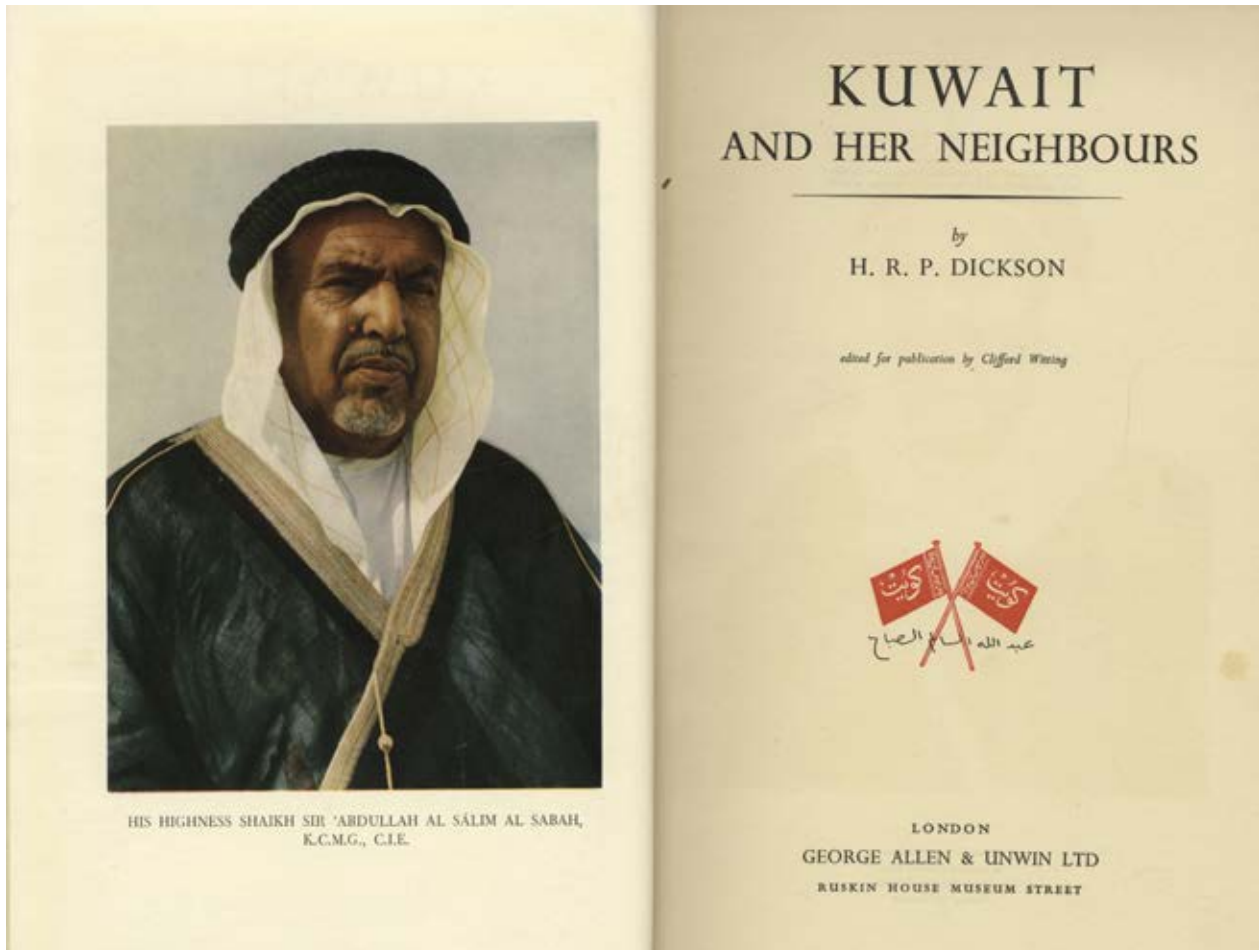 HIS HIGHNESS SHAIKH SIR 'ABDULLAH AL SÁLIM AL SABAH,
K.C.M.G., C.I.E.
KUWAIT
AND HER NEIGHBOURS
by
H. R. P. DICKSON
edited for publication by Clifford Witting
كويت
كويت
عبد الله السالم الصباح
LONDON
GEORGE ALLEN & UNWIN LTD
RUSKIN HOUSE MUSEUM STREET